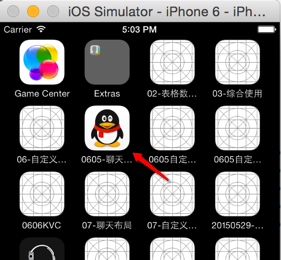 iOS Simulator - iPhone 6 - iPh...
Carrier 5:03 PM
Game Center Extras 02-表格数... 03-综合使用
06-自定义... 0605-聊天... 0605自定... 0605自定...
0606KVC 07-聊天布局 07-自定义... 20150529-...